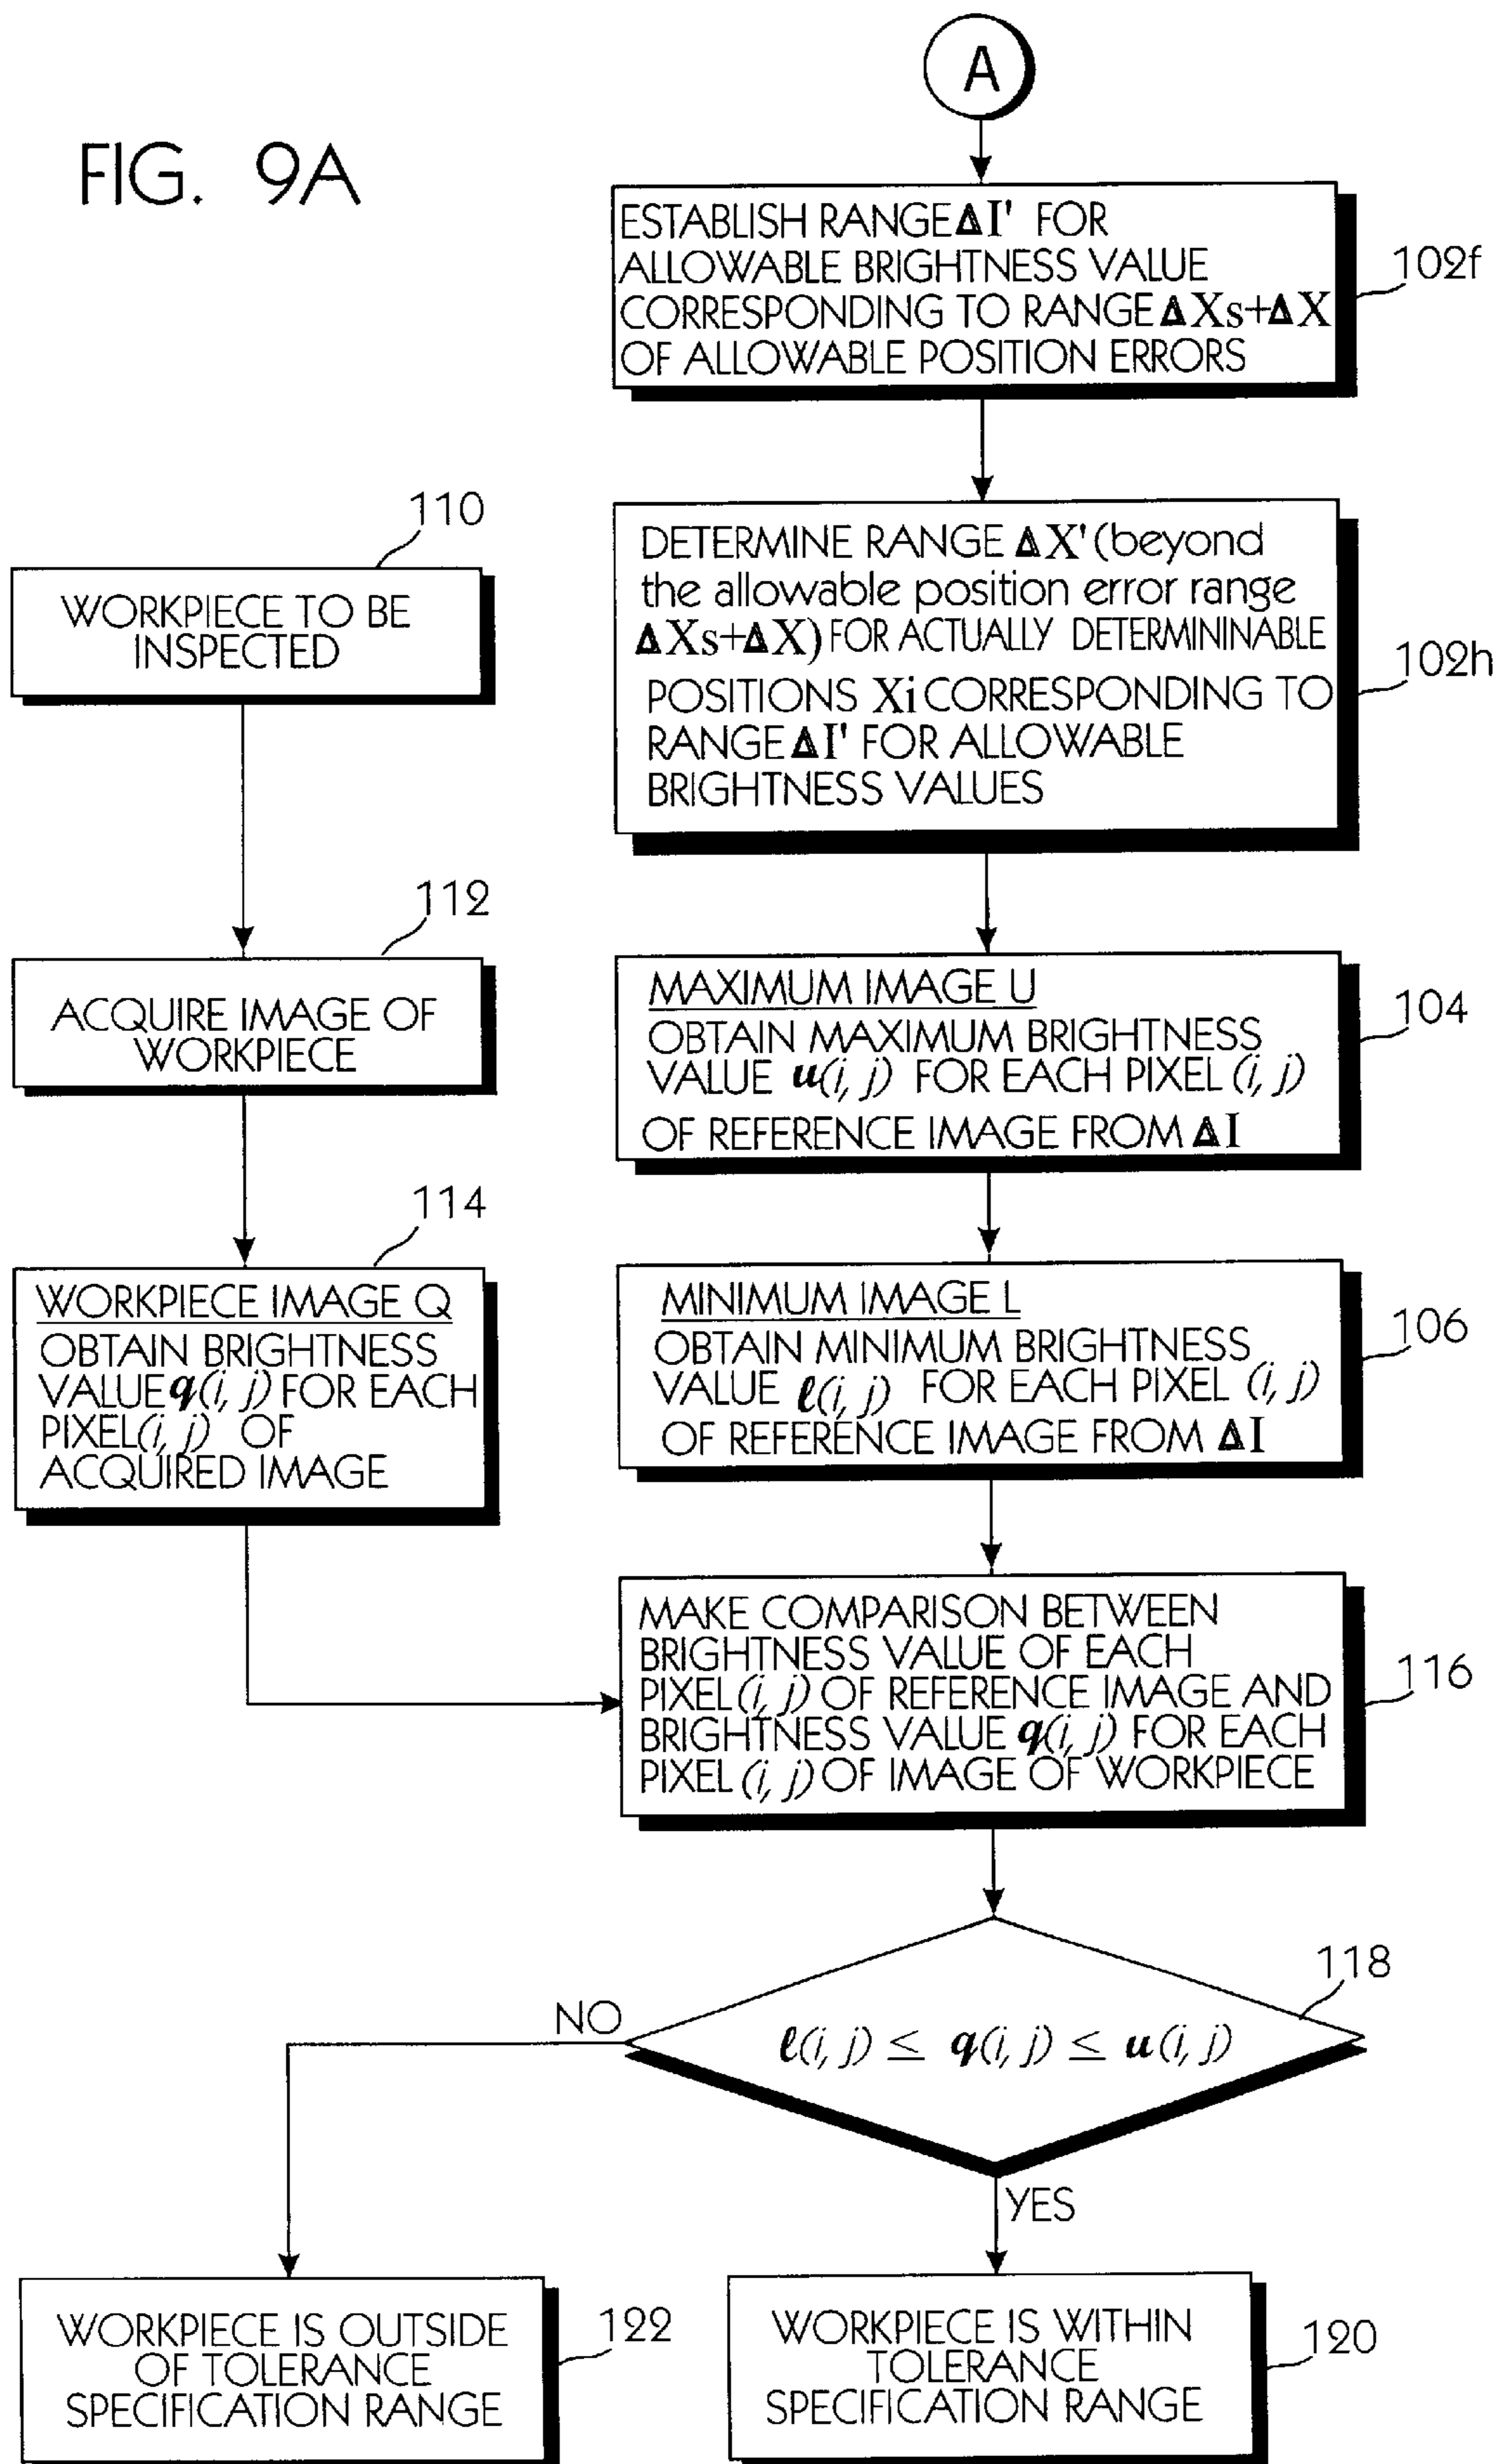 FIG. 9A
A
ESTABLISH RANGE ΔI' FOR
ALLOWABLE BRIGHTNESS VALUE
CORRESPONDING TO RANGE ΔXs+ΔX
OF ALLOWABLE POSITION ERRORS
102f
DETERMINE RANGE ΔX' (beyond
the allowable position error range
ΔXs+ΔX) FOR ACTUALLY DETERMININABLE
POSITIONS Xi CORRESPONDING TO
RANGE ΔI' FOR ALLOWABLE
BRIGHTNESS VALUES
102h
110
WORKPIECE TO BE
INSPECTED
112
ACQUIRE IMAGE OF
WORKPIECE
MAXIMUM IMAGE U
OBTAIN MAXIMUM BRIGHTNESS
VALUE u(i, j) FOR EACH PIXEL (i, j)
OF REFERENCE IMAGE FROM ΔI
104
114
WORKPIECE IMAGE Q
OBTAIN BRIGHTNESS
VALUE q(i, j) FOR EACH
PIXEL(i, j) OF
ACQUIRED IMAGE
MINIMUM IMAGE L
OBTAIN MINIMUM BRIGHTNESS
VALUE ℓ(i, j) FOR EACH PIXEL (i, j)
OF REFERENCE IMAGE FROM ΔI
106
MAKE COMPARISON BETWEEN
BRIGHTNESS VALUE OF EACH
PIXEL(i, j) OF REFERENCE IMAGE AND
BRIGHTNESS VALUE q(i, j) FOR EACH
PIXEL(i, j) OF IMAGE OF WORKPIECE
116
118
NO
ℓ(i, j) ≤ q(i, j) ≤ u(i, j)
YES
WORKPIECE IS OUTSIDE
OF TOLERANCE
SPECIFICATION RANGE
122
WORKPIECE IS WITHIN
TOLERANCE
SPECIFICATION RANGE
120